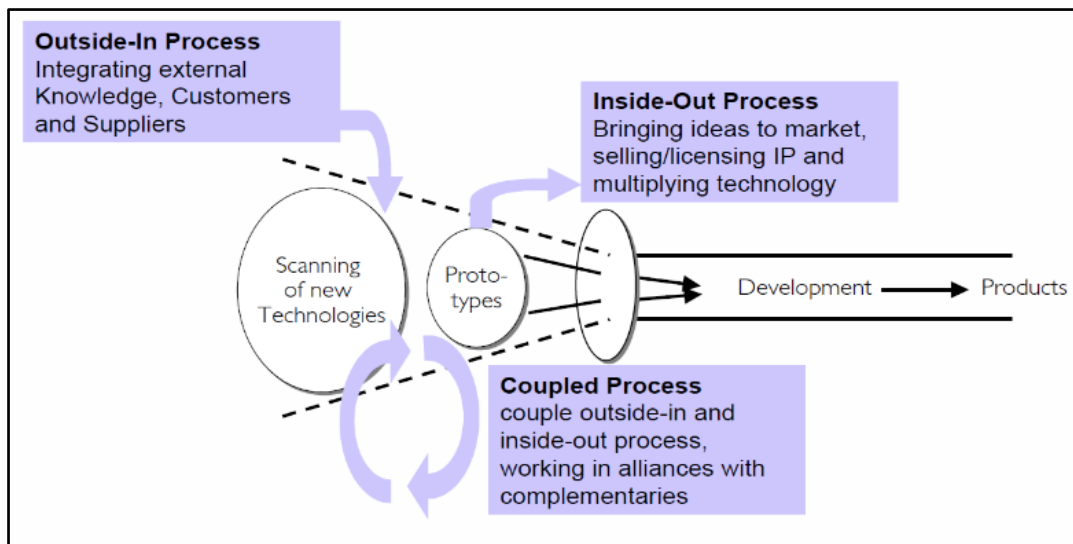 Outside-In Process
Integrating external
Knowledge, Customers
and Suppliers
Inside-Out Process
Bringing ideas to market,
selling/licensing IP and
multiplying technology
Scanning
of new
Technologies
Proto-
types
Development
Products
Coupled Process
couple outside-in and
inside-out process,
working in alliances with
complementaries